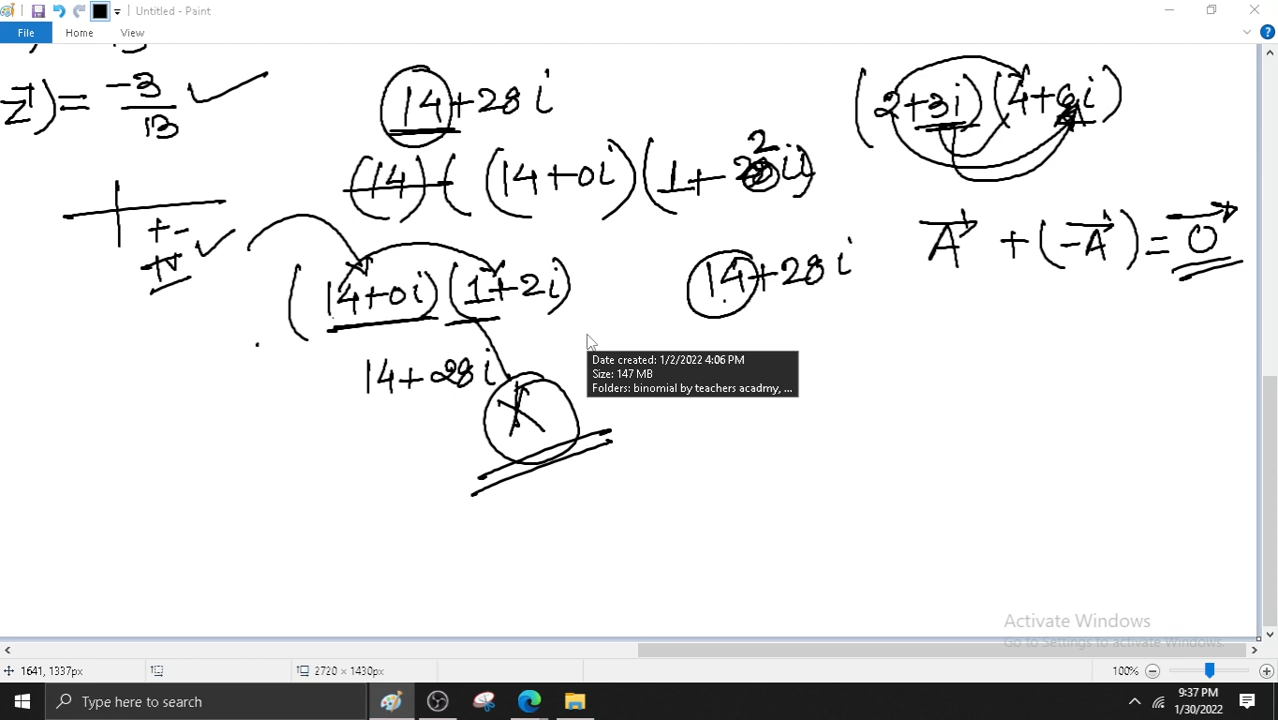 Untitled - Paint
File Home View
z) = -3/13
14+28i
(2+3i)(4+6i)
(14)( (14+0i)(1+2i)
A + (-A) = 0
+-
(14+0i)(1+2i)
14+28i
14+28i
Date created: 1/2/2022 4:06 PM
Size: 147 MB
Folders: binomial by teachers acadmy, ...
Activate Windows
Go to Settings to activate Windows.
1641, 1337px 2720 × 1430px 100%
Type here to search
9:37 PM
1/30/2022